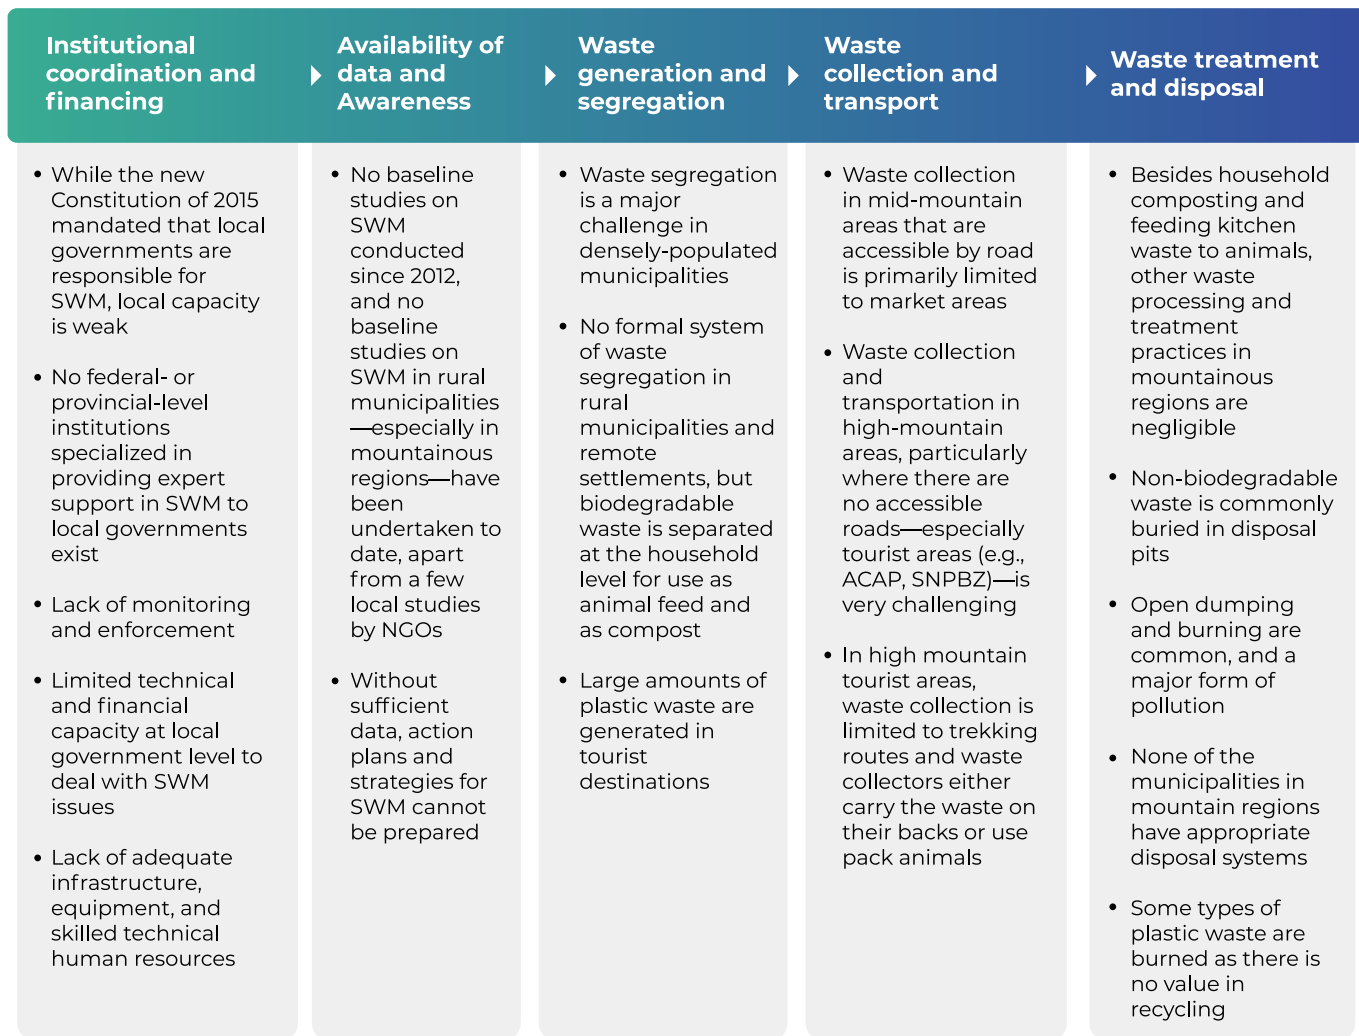 Institutional
coordination and
financing
Availability of
data and
Awareness
Waste
generation and
segregation
Waste
collection and
transport
Waste treatment
and disposal
• While the new
Constitution of 2015
mandated that local
governments are
responsible for
SWM, local capacity
is weak
• No federal- or
provincial-level
institutions
specialized in
providing expert
support in SWM to
local governments
exist
• Lack of monitoring
and enforcement
• Limited technical
and financial
capacity at local
government level to
deal with SWM
issues
• Lack of adequate
infrastructure,
equipment, and
skilled technical
human resources
• No baseline
studies on
SWM
conducted
since 2012,
and no
baseline
studies on
SWM in rural
municipalities
—especially in
mountainous
regions—have
been
undertaken to
date, apart
from a few
local studies
by NGOs
• Without
sufficient
data, action
plans and
strategies for
SWM cannot
be prepared
• Waste segregation
is a major
challenge in
densely-populated
municipalities
• No formal system
of waste
segregation in
rural
municipalities and
remote
settlements, but
biodegradable
waste is separated
at the household
level for use as
animal feed and
as compost
• Large amounts of
plastic waste are
generated in
tourist
destinations
• Waste collection
in mid-mountain
areas that are
accessible by road
is primarily limited
to market areas
• Waste collection
and
transportation in
high-mountain
areas, particularly
where there are
no accessible
roads—especially
tourist areas (e.g.,
ACAP, SNPBZ)—is
very challenging
• In high mountain
tourist areas,
waste collection is
limited to trekking
routes and waste
collectors either
carry the waste on
their backs or use
pack animals
• Besides household
composting and
feeding kitchen
waste to animals,
other waste
processing and
treatment
practices in
mountainous
regions are
negligible
• Non-biodegradable
waste is commonly
buried in disposal
pits
• Open dumping
and burning are
common, and a
major form of
pollution
• None of the
municipalities in
mountain regions
have appropriate
disposal systems
• Some types of
plastic waste are
burned as there is
no value in
recycling